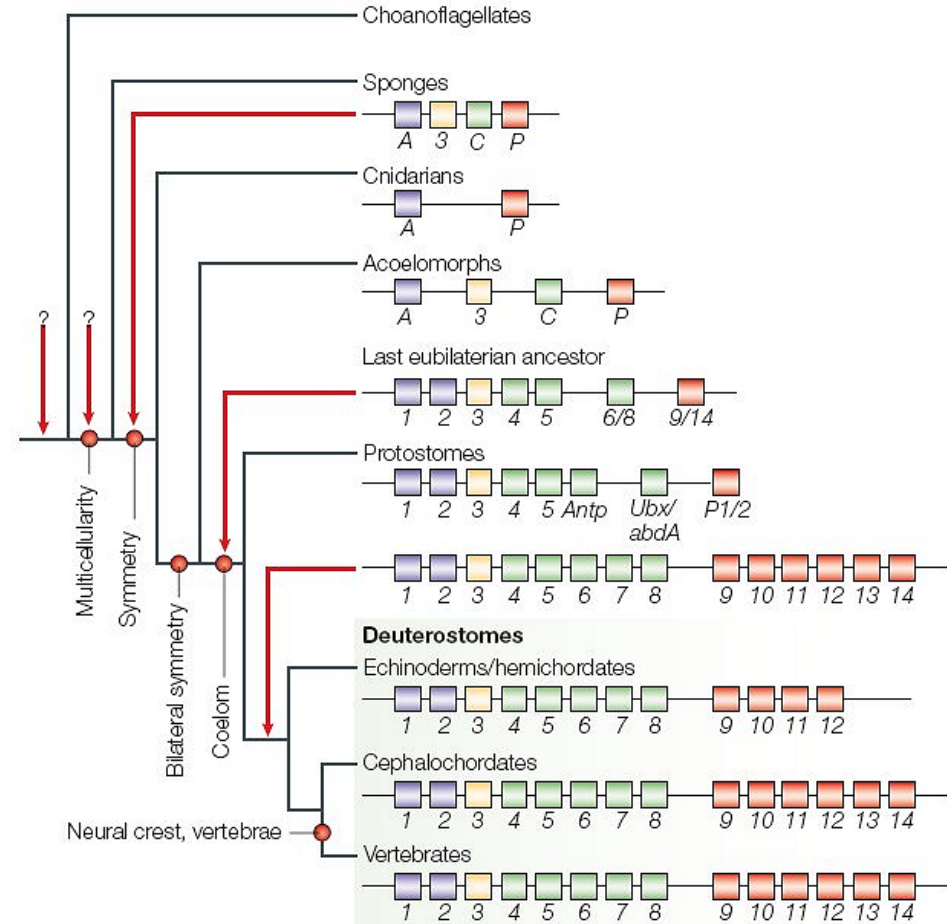 Choanoflagellates
Sponges
A 3 C P
Cnidarians
A P
Acoelomorphs
A 3 C P
? ?
Last eubilaterian ancestor
1 2 3 4 5 6/8 9/14
Protostomes
1 2 3 4 5 Antp Ubx/
abdA P1/2
Multicellularity
Symmetry
Bilateral symmetry
Coelom
1 2 3 4 5 6 7 8 9 10 11 12 13 14
Deuterostomes
Echinoderms/hemichordates
1 2 3 4 5 6 7 8 9 10 11 12
Cephalochordates
1 2 3 4 5 6 7 8 9 10 11 12 13 14
Neural crest, vertebrae
Vertebrates
1 2 3 4 5 6 7 8 9 10 11 12 13 14